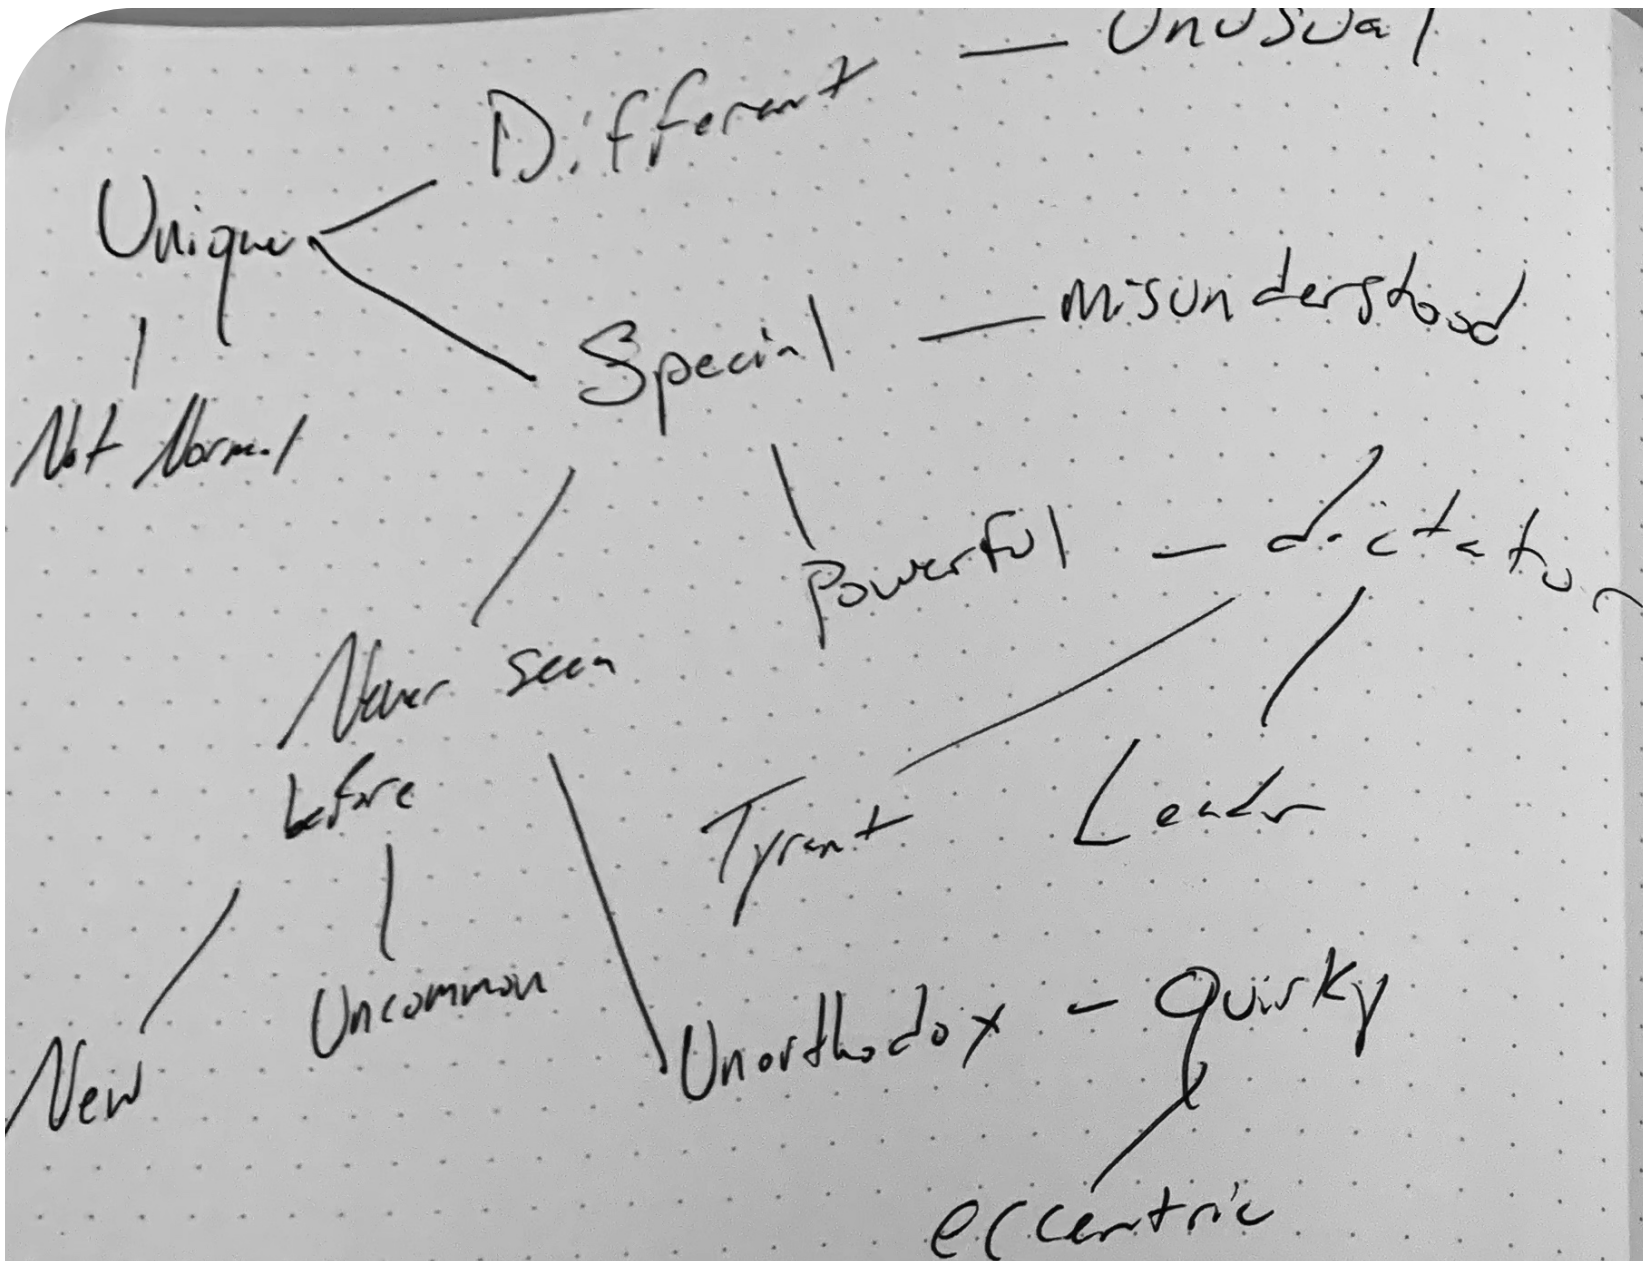 Unusual
Different
Unique
misunderstood
Special
Not Normal
Powerful
dictator
Never seen
before
Tyrant
Leader
Uncommon
Unorthodox - Quirky
New
eccentric